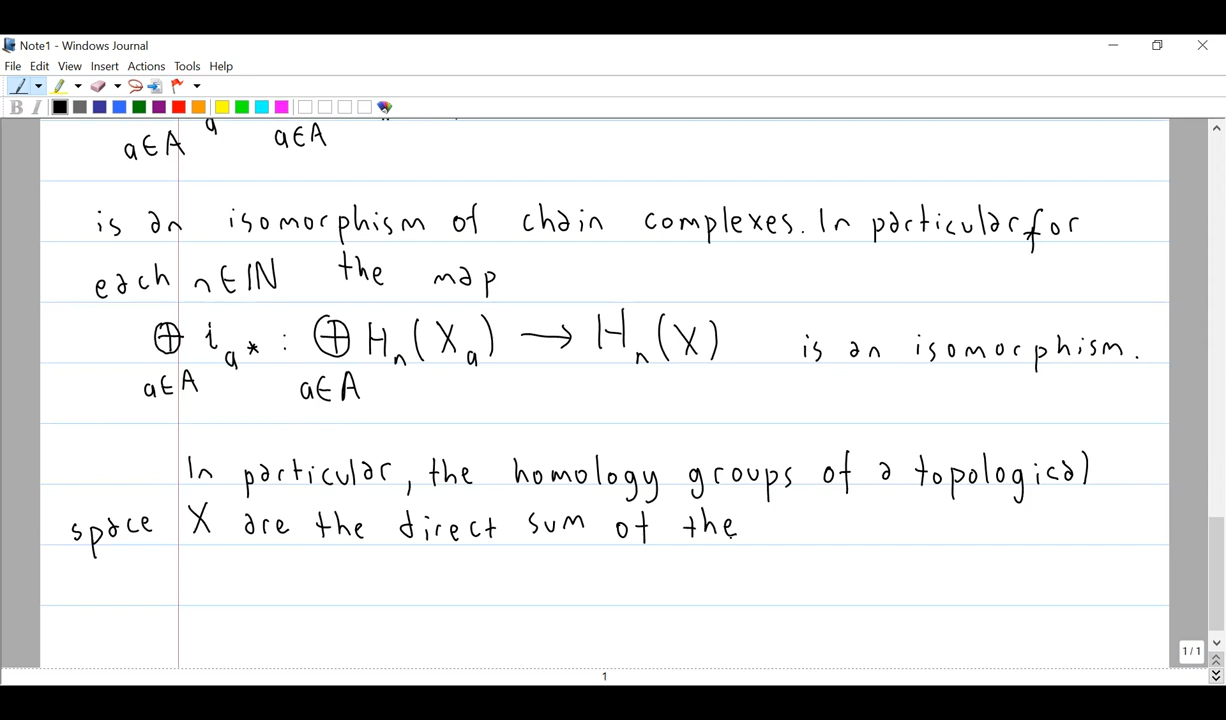 Note1 - Windows Journal
File Edit View Insert Actions Tools Help
B I
a∈A a a∈A
is an isomorphism of chain complexes. In particular for
each n∈ℕ the map
⊕ i_a* : ⊕ H_n(X_a) → H_n(X) is an isomorphism.
a∈A a∈A
In particular, the homology groups of a topological
space X are the direct sum of the
1/1
1